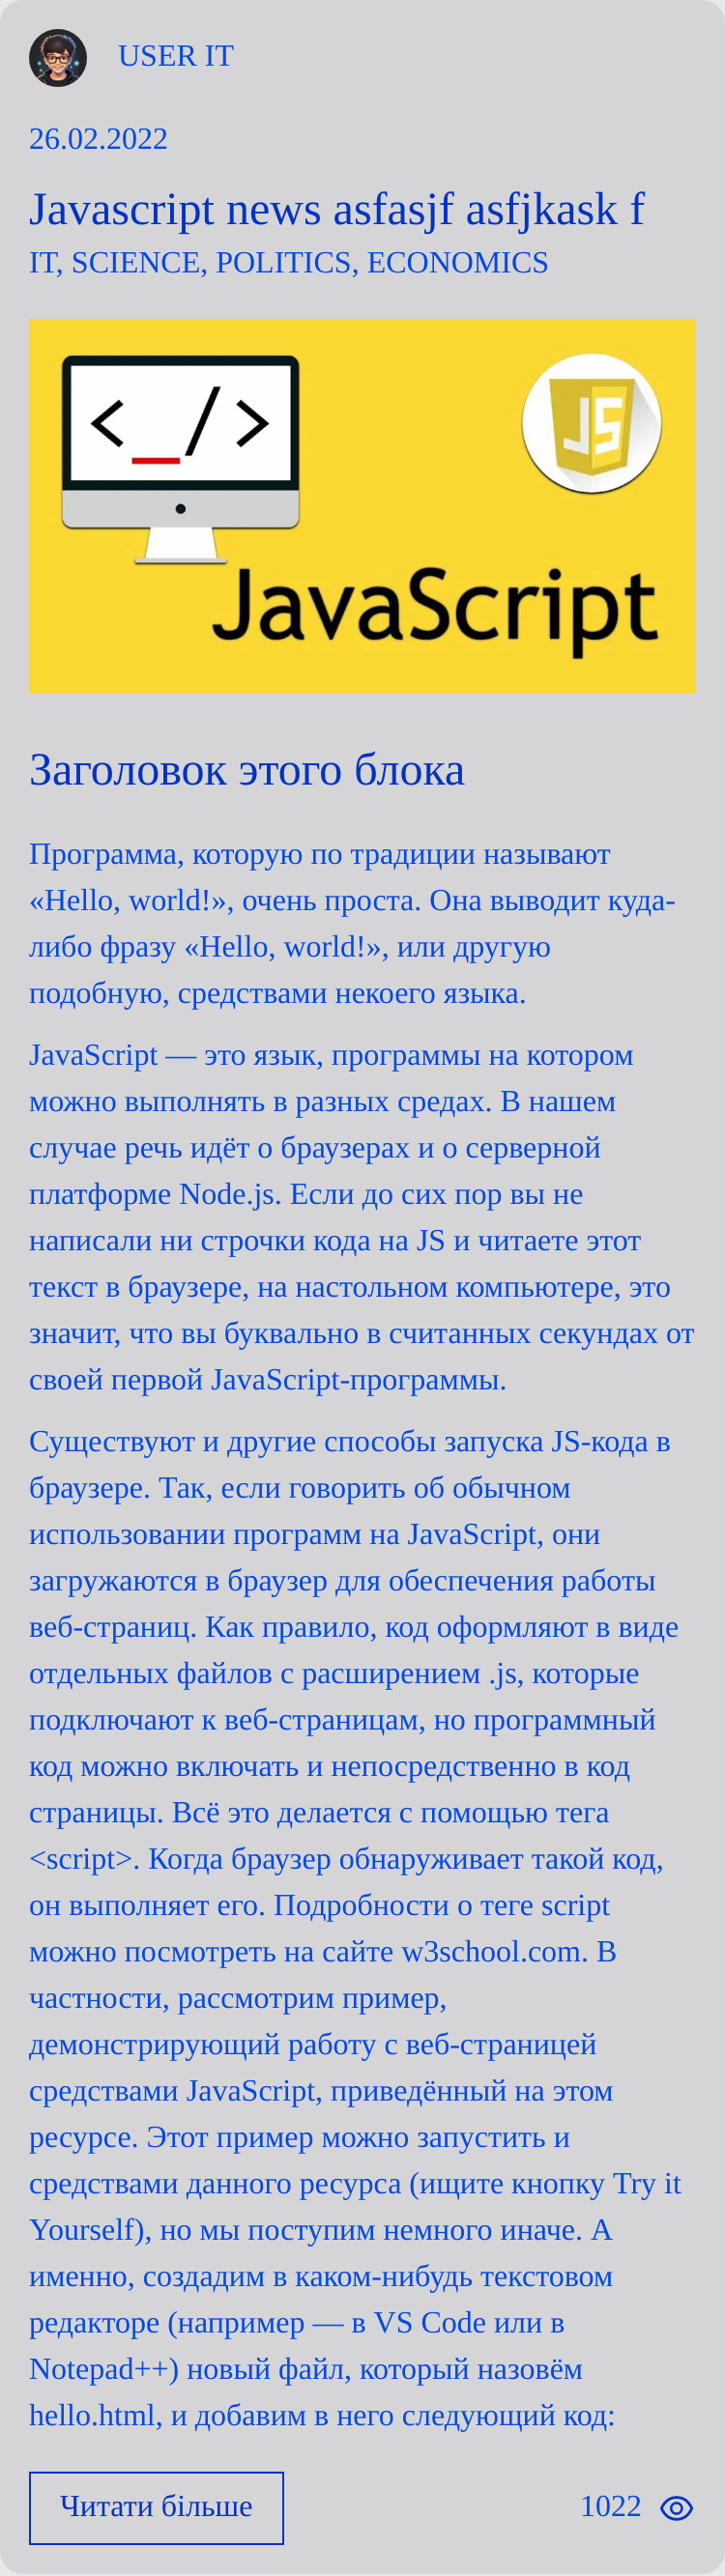 USER IT
26.02.2022
Javascript news asfasjf asfjkask f
IT, SCIENCE, POLITICS, ECONOMICS
<_/>
JS
JavaScript
Заголовок этого блока
Программа, которую по традиции называют
«Hello, world!», очень проста. Она выводит куда-
либо фразу «Hello, world!», или другую
подобную, средствами некоего языка.
JavaScript — это язык, программы на котором
можно выполнять в разных средах. В нашем
случае речь идёт о браузерах и о серверной
платформе Node.js. Если до сих пор вы не
написали ни строчки кода на JS и читаете этот
текст в браузере, на настольном компьютере, это
значит, что вы буквально в считанных секундах от
своей первой JavaScript-программы.
Существуют и другие способы запуска JS-кода в
браузере. Так, если говорить об обычном
использовании программ на JavaScript, они
загружаются в браузер для обеспечения работы
веб-страниц. Как правило, код оформляют в виде
отдельных файлов с расширением .js, которые
подключают к веб-страницам, но программный
код можно включать и непосредственно в код
страницы. Всё это делается с помощью тега
<script>. Когда браузер обнаруживает такой код,
он выполняет его. Подробности о теге script
можно посмотреть на сайте w3school.com. В
частности, рассмотрим пример,
демонстрирующий работу с веб-страницей
средствами JavaScript, приведённый на этом
ресурсе. Этот пример можно запустить и
средствами данного ресурса (ищите кнопку Try it
Yourself), но мы поступим немного иначе. А
именно, создадим в каком-нибудь текстовом
редакторе (например — в VS Code или в
Notepad++) новый файл, который назовём
hello.html, и добавим в него следующий код:
Читати більше
1022